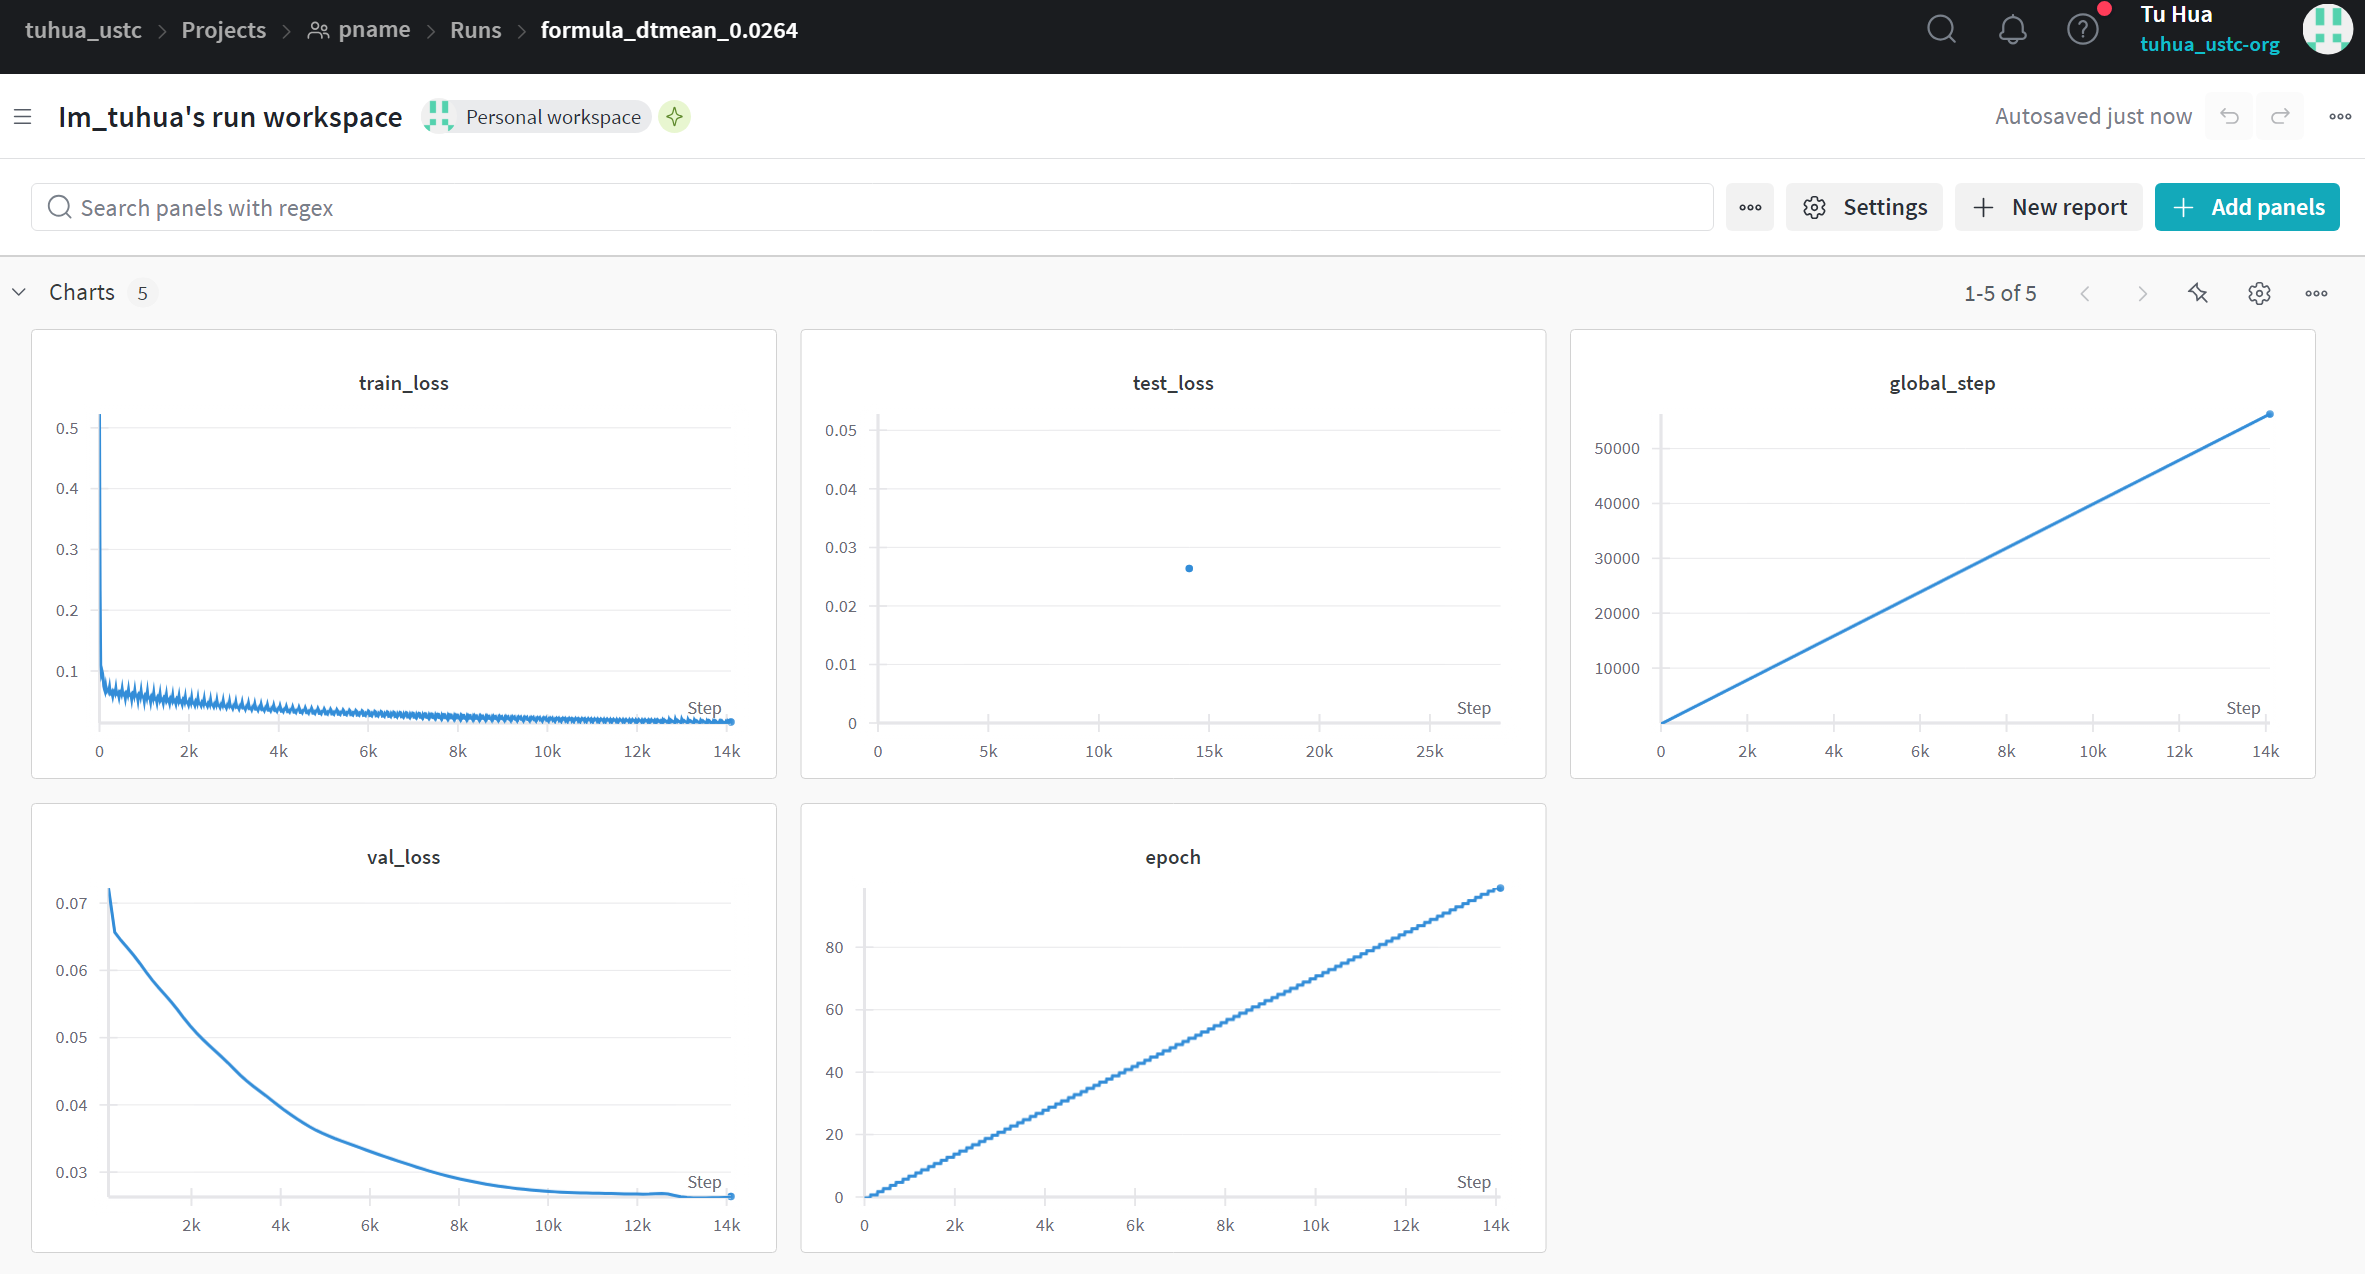 tuhua_ustc > Projects > pname > Runs > formula_dtmean_0.0264
Tu Hua
tuhua_ustc-org
Im_tuhua's run workspace Personal workspace Autosaved just now
Search panels with regex Settings New report Add panels
Charts 5 1-5 of 5
train_loss
0.5
0.4
0.3
0.2
0.1
Step
0 2k 4k 6k 8k 10k 12k 14k
test_loss
0.05
0.04
0.03
0.02
0.01
0
Step
0 5k 10k 15k 20k 25k
global_step
50000
40000
30000
20000
10000
Step
0 2k 4k 6k 8k 10k 12k 14k
val_loss
0.07
0.06
0.05
0.04
0.03
Step
2k 4k 6k 8k 10k 12k 14k
epoch
80
60
40
20
0
Step
0 2k 4k 6k 8k 10k 12k 14k